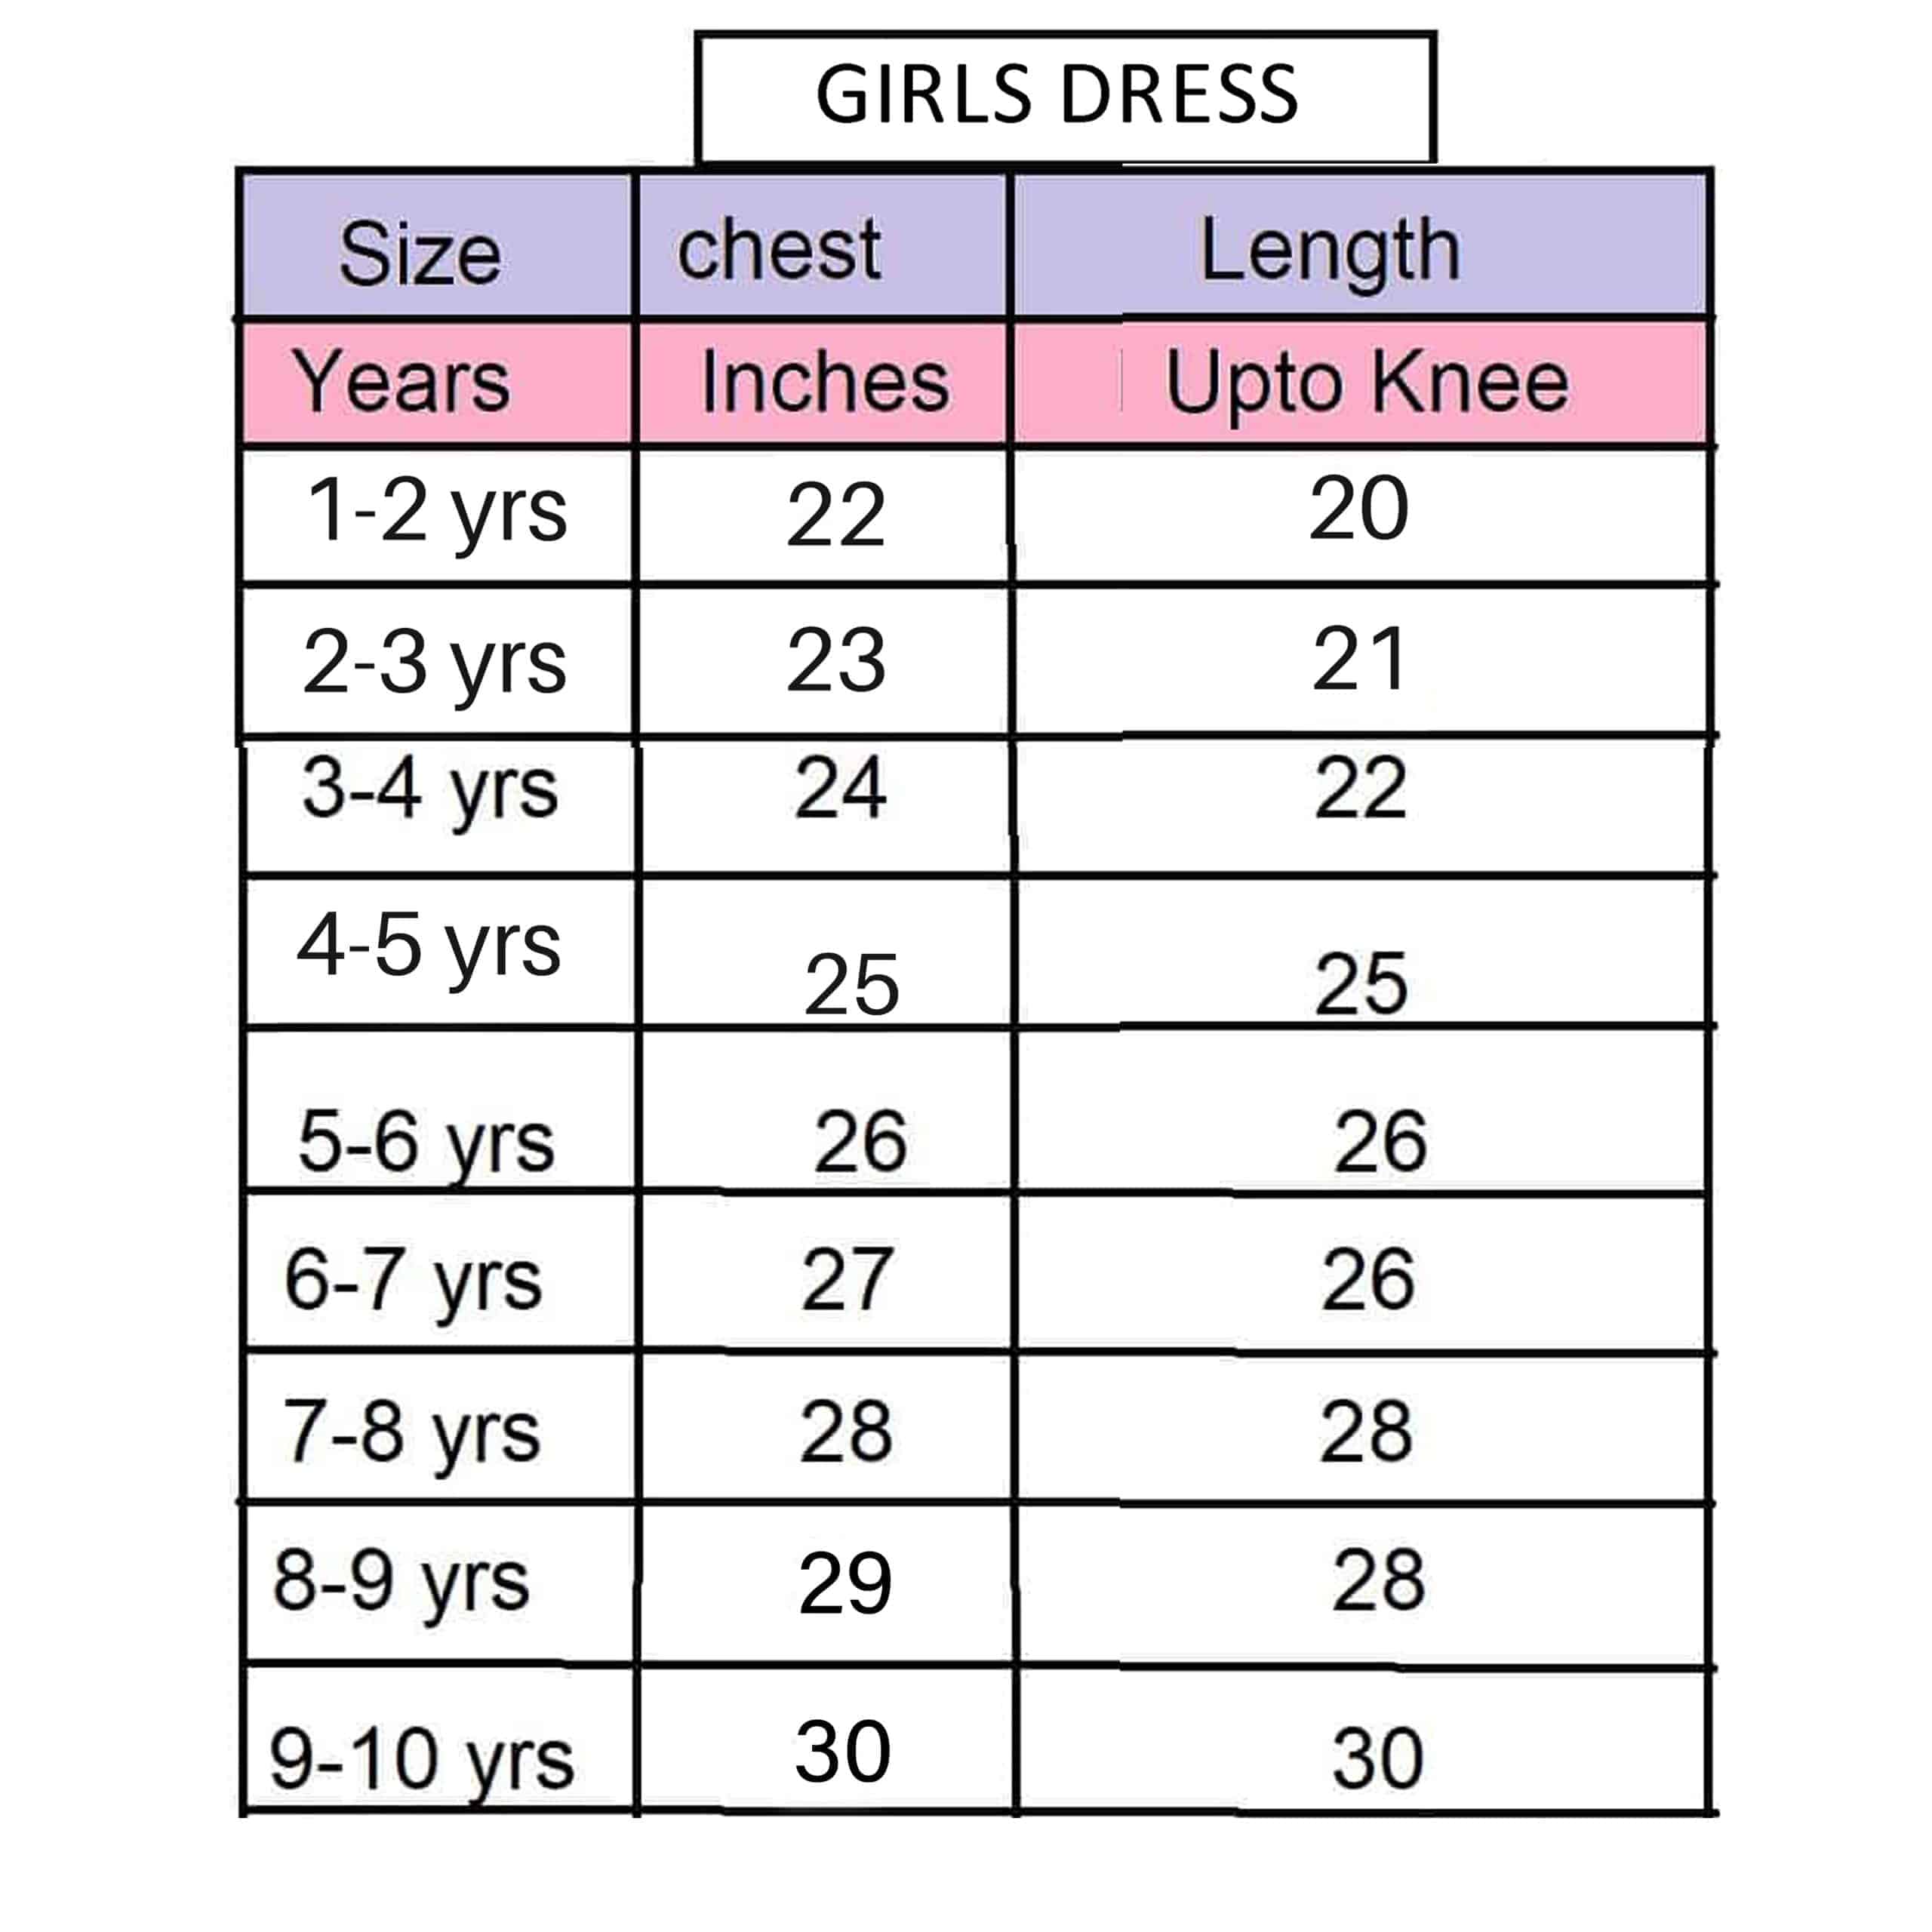 GIRLS DRESS
Size chest Length
Years Inches Upto Knee
1-2 yrs 22 20
2-3 yrs 23 21
3-4 yrs 24 22
4-5 yrs 25 25
5-6 yrs 26 26
6-7 yrs 27 26
7-8 yrs 28 28
8-9 yrs 29 28
9-10 yrs 30 30